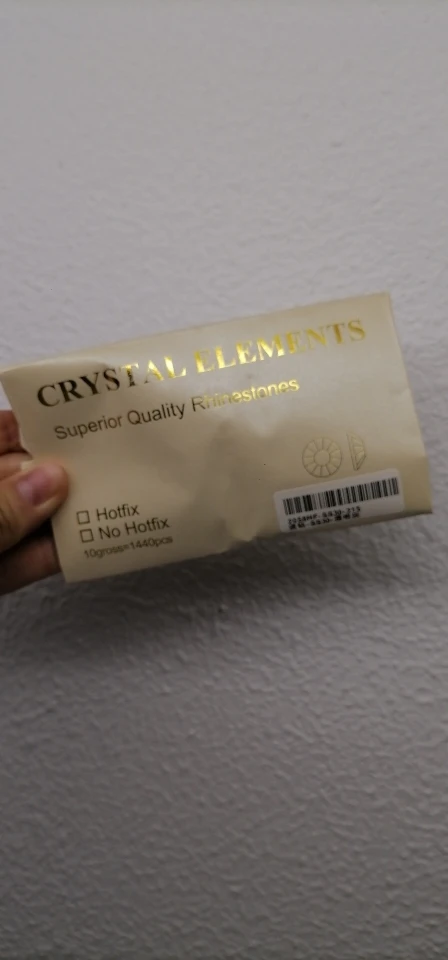 CRYSTAL ELEMENTS
Superior Quality Rhinestones
Hotfix
No Hotfix
10gross=1440pcs